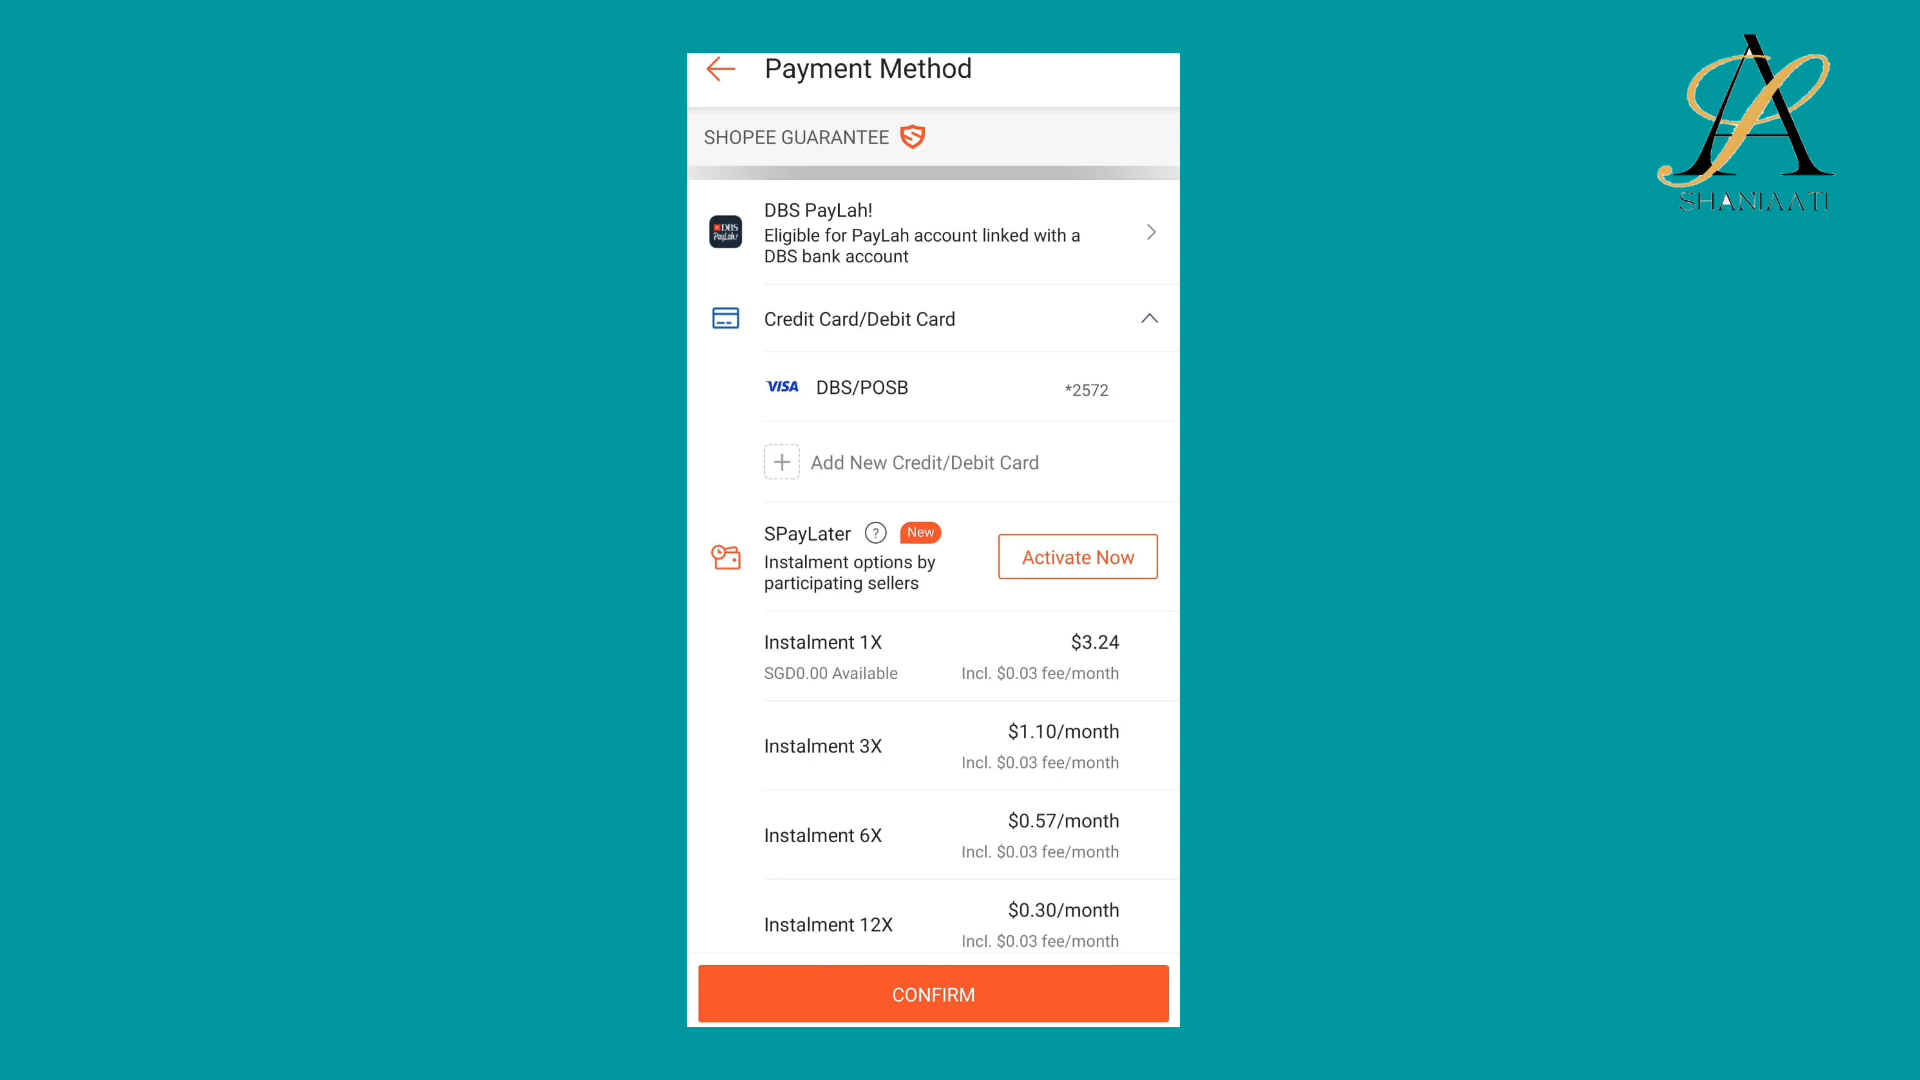 Payment Method
SHOPEE GUARANTEE
DBS PayLah!
Eligible for PayLah account linked with a
DBS bank account
DBS
PayLah!
Credit Card/Debit Card
VISA DBS/POSB *2572
Add New Credit/Debit Card
SPayLater ? New
Instalment options by
participating sellers
Activate Now
Instalment 1X $3.24
SGD0.00 Available Incl. $0.03 fee/month
Instalment 3X $1.10/month
Incl. $0.03 fee/month
Instalment 6X $0.57/month
Incl. $0.03 fee/month
Instalment 12X $0.30/month
Incl. $0.03 fee/month
CONFIRM
SHANIAATI